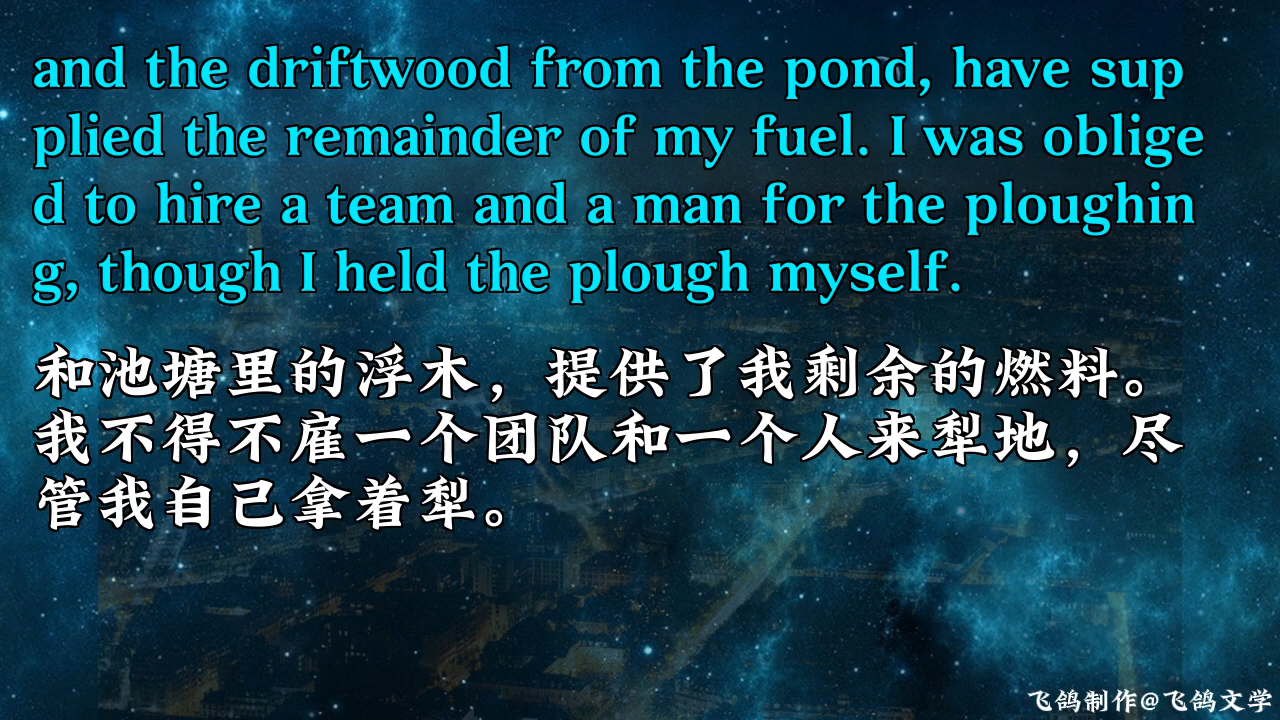 and the driftwood from the pond, have sup
plied the remainder of my fuel. I was oblige
d to hire a team and a man for the ploughin
g, though I held the plough myself.
和池塘里的浮木，提供了我剩余的燃料。
我不得不雇一个团队和一个人来犁地，尽
管我自己拿着犁。
飞鸽制作@飞鸽文学